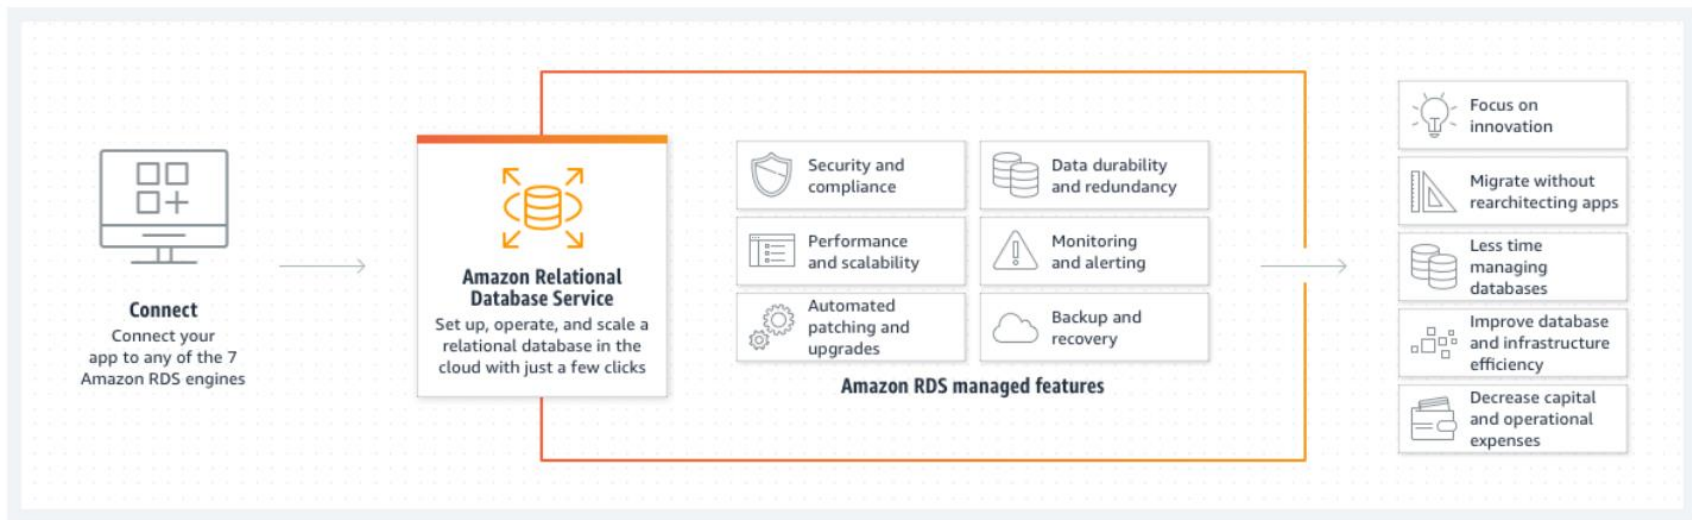 Connect
Connect your
app to any of the 7
Amazon RDS engines
Amazon Relational
Database Service
Set up, operate, and scale a
relational database in the
cloud with just a few clicks
Security and
compliance
Data durability
and redundancy
Performance
and scalability
Monitoring
and alerting
Automated
patching and
upgrades
Backup and
recovery
Amazon RDS managed features
Focus on
innovation
Migrate without
rearchitecting apps
Less time
managing
databases
Improve database
and infrastructure
efficiency
Decrease capital
and operational
expenses